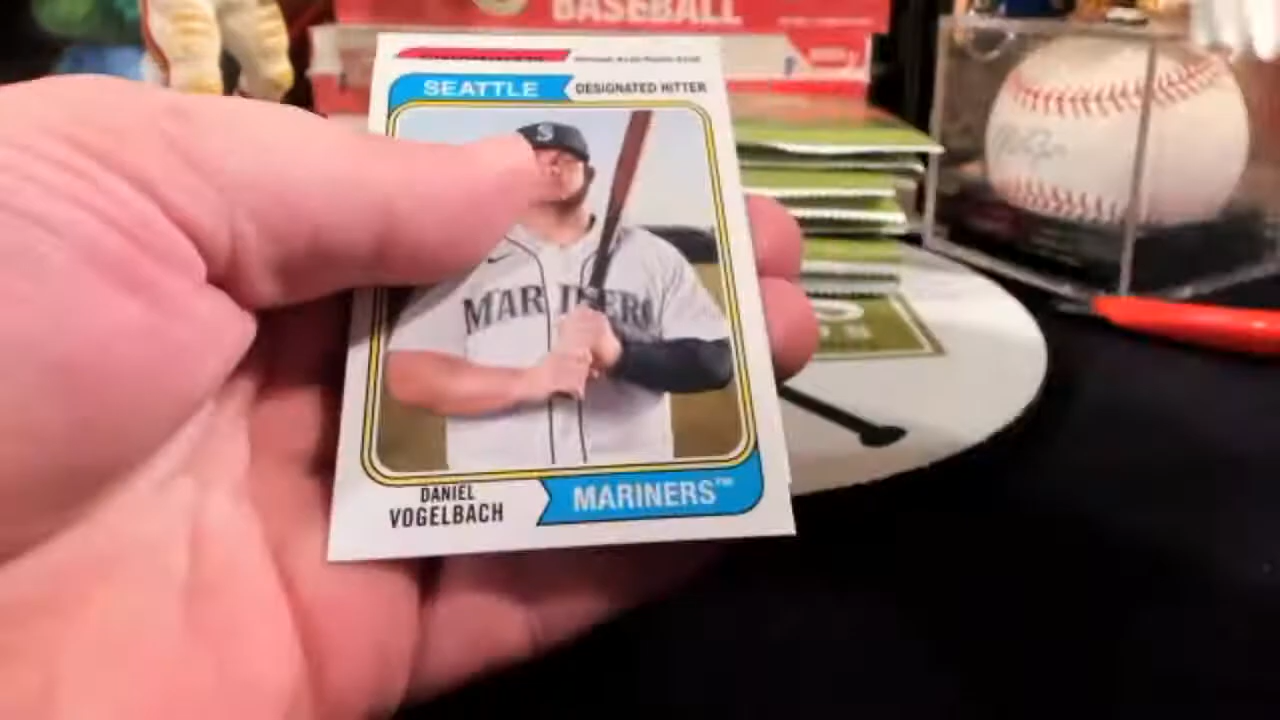 BASEBALL
SEATTLE
DESIGNATED HITTER
S
MARINERS
DANIEL
VOGELBACH
MARINERS™